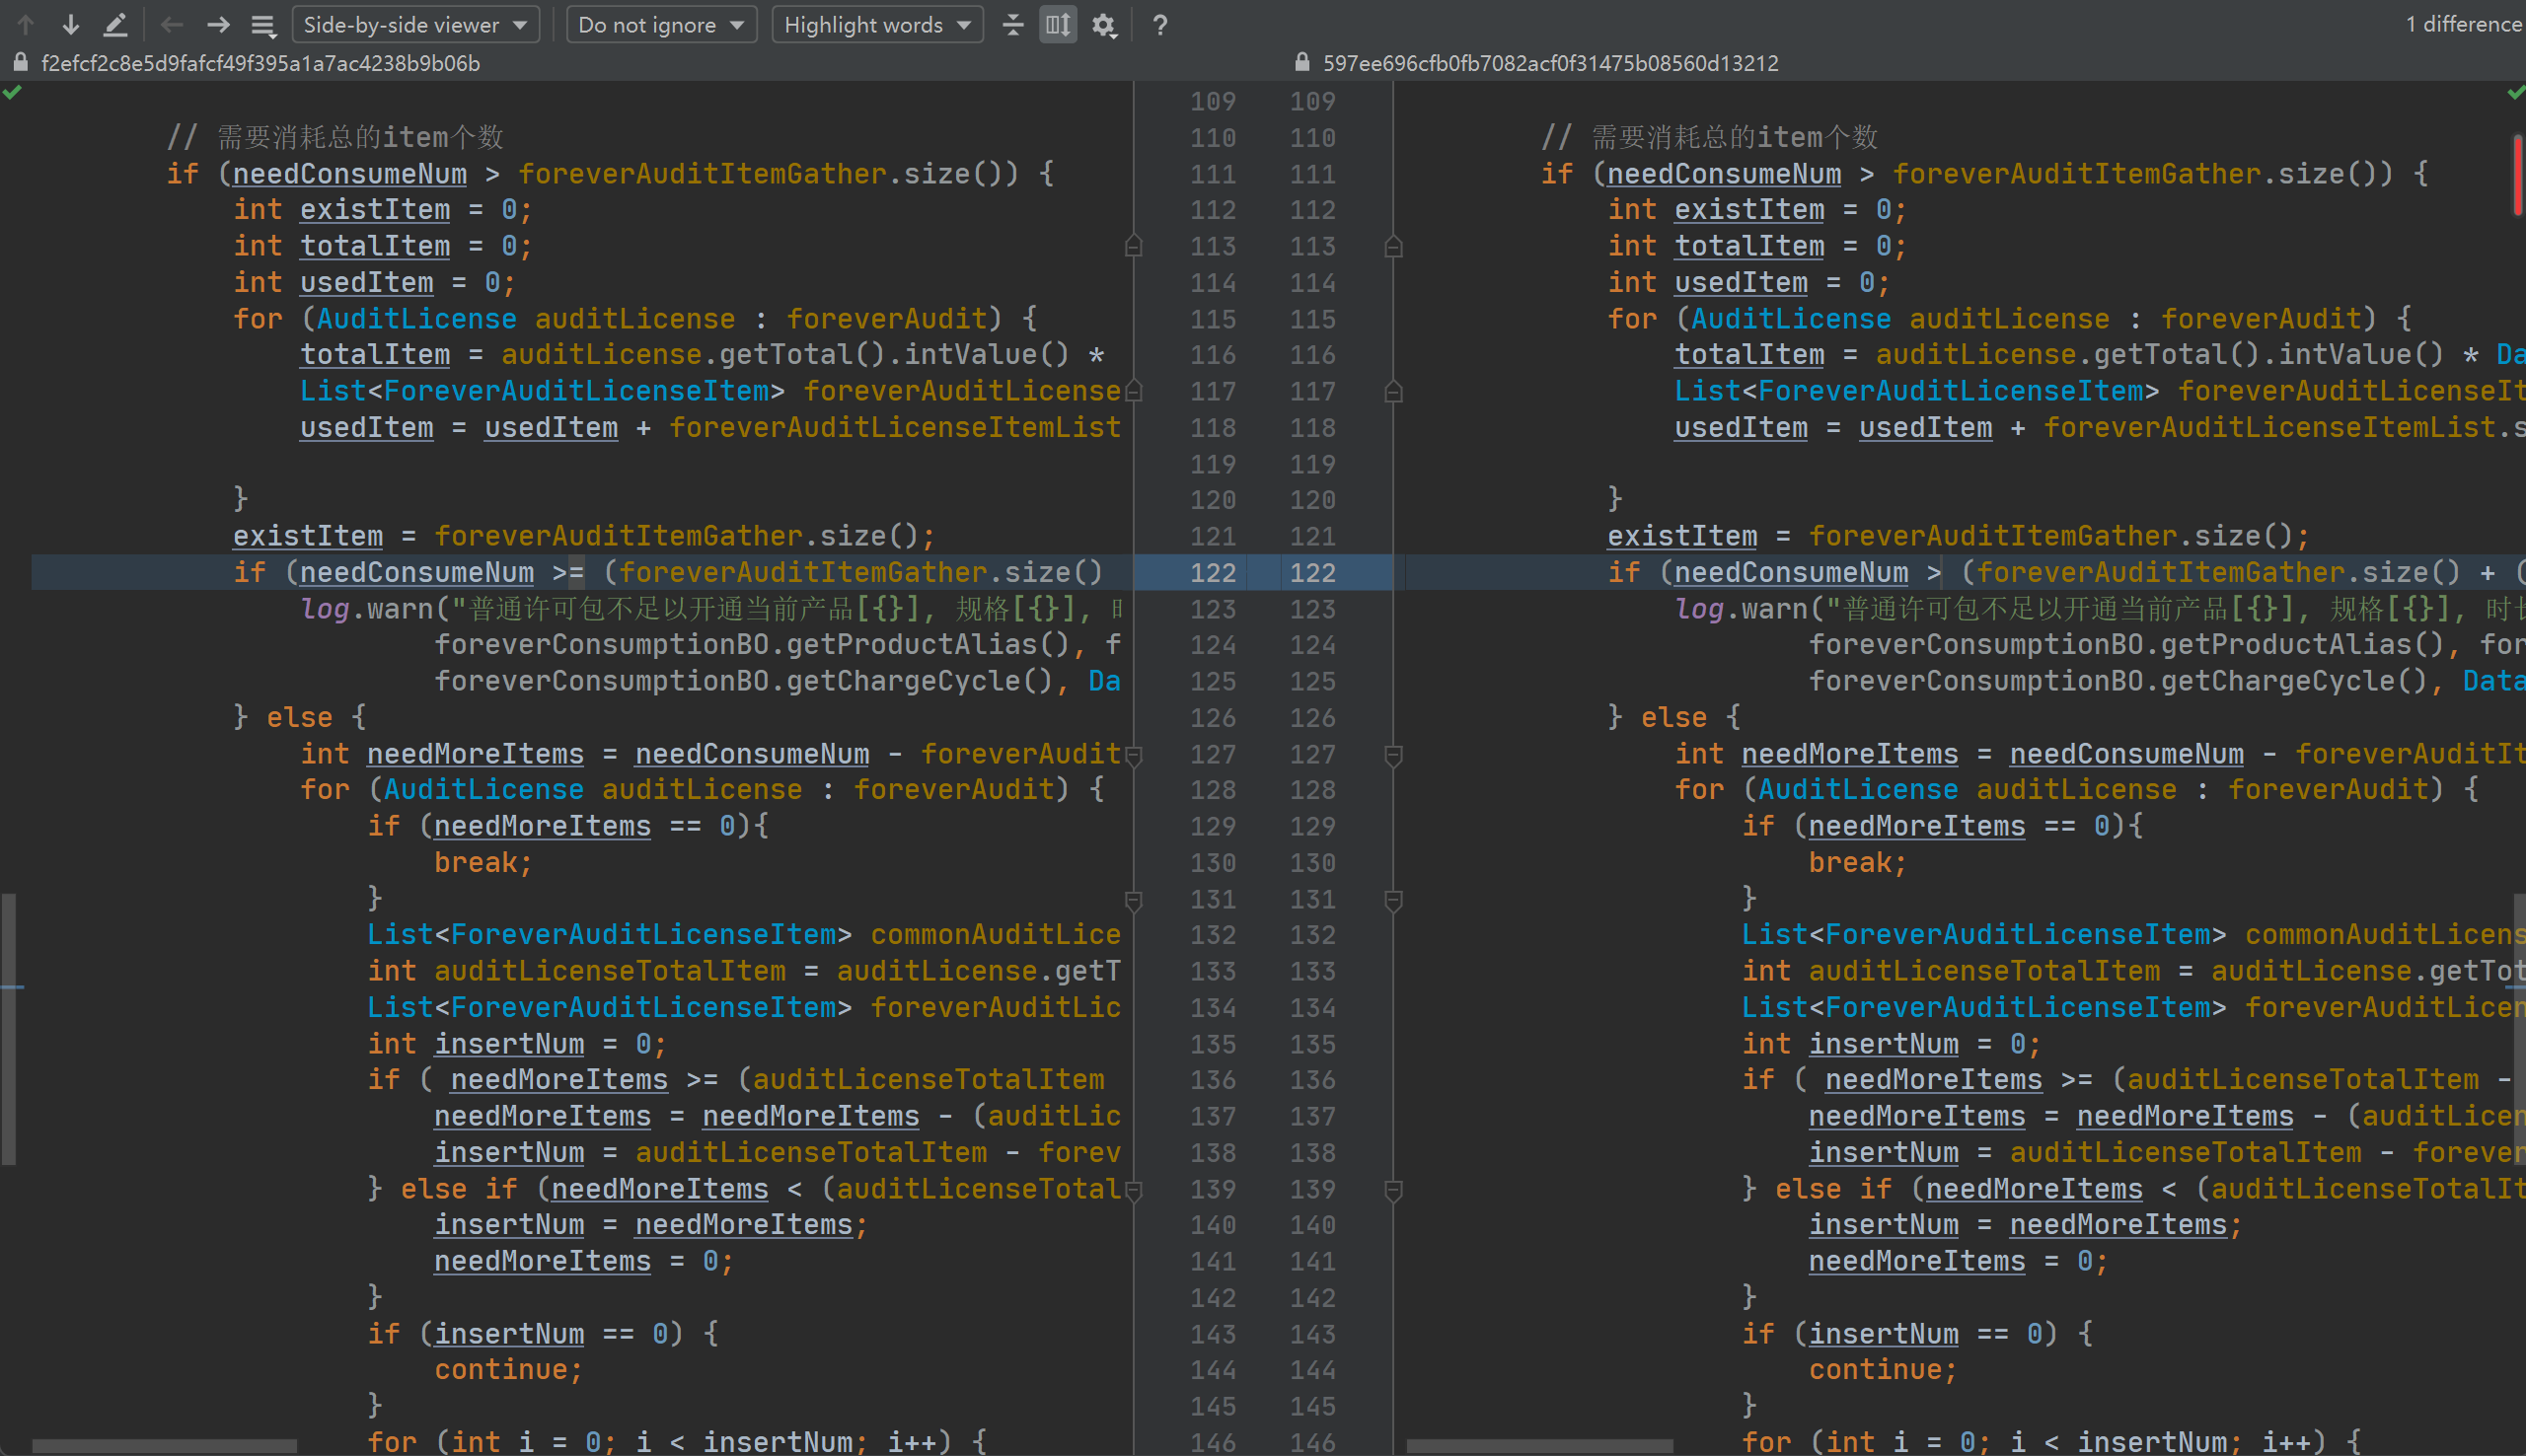 Side-by-side viewer Do not ignore Highlight words ? 1 difference
f2efcf2c8e5d9fafcf49f395a1a7ac4238b9b06b
// 需要消耗总的item个数
if (needConsumeNum > foreverAuditItemGather.size()) {
int existItem = 0;
int totalItem = 0;
int usedItem = 0;
for (AuditLicense auditLicense : foreverAudit) {
totalItem = auditLicense.getTotal().intValue() *
List<ForeverAuditLicenseItem> foreverAuditLicense
usedItem = usedItem + foreverAuditLicenseItemList
}
existItem = foreverAuditItemGather.size();
if (needConsumeNum >= (foreverAuditItemGather.size()
log.warn("普通许可包不足以开通当前产品[{}], 规格[{}],
foreverConsumptionBO.getProductAlias(), f
foreverConsumptionBO.getChargeCycle(), Da
} else {
int needMoreItems = needConsumeNum - foreverAudit
for (AuditLicense auditLicense : foreverAudit) {
if (needMoreItems == 0){
break;
}
List<ForeverAuditLicenseItem> commonAuditLice
int auditLicenseTotalItem = auditLicense.getT
List<ForeverAuditLicenseItem> foreverAuditLic
int insertNum = 0;
if ( needMoreItems >= (auditLicenseTotalItem
needMoreItems = needMoreItems - (auditLic
insertNum = auditLicenseTotalItem - forev
} else if (needMoreItems < (auditLicenseTotal
insertNum = needMoreItems;
needMoreItems = 0;
}
if (insertNum == 0) {
continue;
}
for (int i = 0; i < insertNum; i++) {
109 109
110 110
111 111
112 112
113 113
114 114
115 115
116 116
117 117
118 118
119 119
120 120
121 121
122 122
123 123
124 124
125 125
126 126
127 127
128 128
129 129
130 130
131 131
132 132
133 133
134 134
135 135
136 136
137 137
138 138
139 139
140 140
141 141
142 142
143 143
144 144
145 145
146 146
597ee696cfb0fb7082acf0f31475b08560d13212
// 需要消耗总的item个数
if (needConsumeNum > foreverAuditItemGather.size()) {
int existItem = 0;
int totalItem = 0;
int usedItem = 0;
for (AuditLicense auditLicense : foreverAudit) {
totalItem = auditLicense.getTotal().intValue() * Da
List<ForeverAuditLicenseItem> foreverAuditLicenseIt
usedItem = usedItem + foreverAuditLicenseItemList.s
}
existItem = foreverAuditItemGather.size();
if (needConsumeNum > (foreverAuditItemGather.size() + (
log.warn("普通许可包不足以开通当前产品[{}], 规格[{}], 时长
foreverConsumptionBO.getProductAlias(), for
foreverConsumptionBO.getChargeCycle(), Data
} else {
int needMoreItems = needConsumeNum - foreverAuditIt
for (AuditLicense auditLicense : foreverAudit) {
if (needMoreItems == 0){
break;
}
List<ForeverAuditLicenseItem> commonAuditLicens
int auditLicenseTotalItem = auditLicense.getTot
List<ForeverAuditLicenseItem> foreverAuditLicen
int insertNum = 0;
if ( needMoreItems >= (auditLicenseTotalItem -
needMoreItems = needMoreItems - (auditLicen
insertNum = auditLicenseTotalItem - forever
} else if (needMoreItems < (auditLicenseTotalIt
insertNum = needMoreItems;
needMoreItems = 0;
}
if (insertNum == 0) {
continue;
}
for (int i = 0; i < insertNum; i++) {